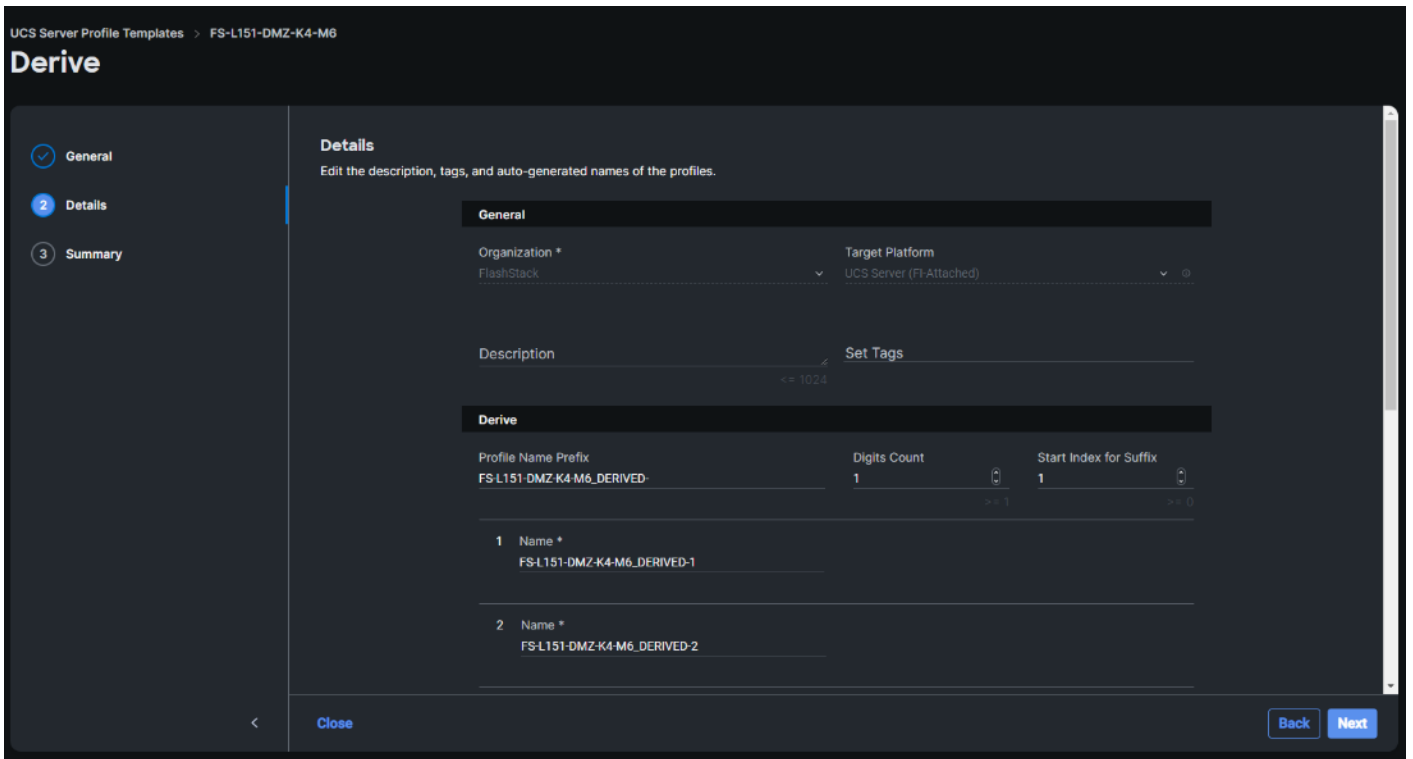 UCS Server Profile Templates > FS-L151-DMZ-K4-M6
Derive
General
2 Details
3 Summary
Details
Edit the description, tags, and auto-generated names of the profiles.
General
Organization * Target Platform
FlashStack UCS Server (FI-Attached)
Description Set Tags
<= 1024
Derive
Profile Name Prefix Digits Count Start Index for Suffix
FS-L151-DMZ-K4-M6_DERIVED- 1 1
>= 1 >= 0
1 Name *
FS-L151-DMZ-K4-M6_DERIVED-1
2 Name *
FS-L151-DMZ-K4-M6_DERIVED-2
< Close Back Next